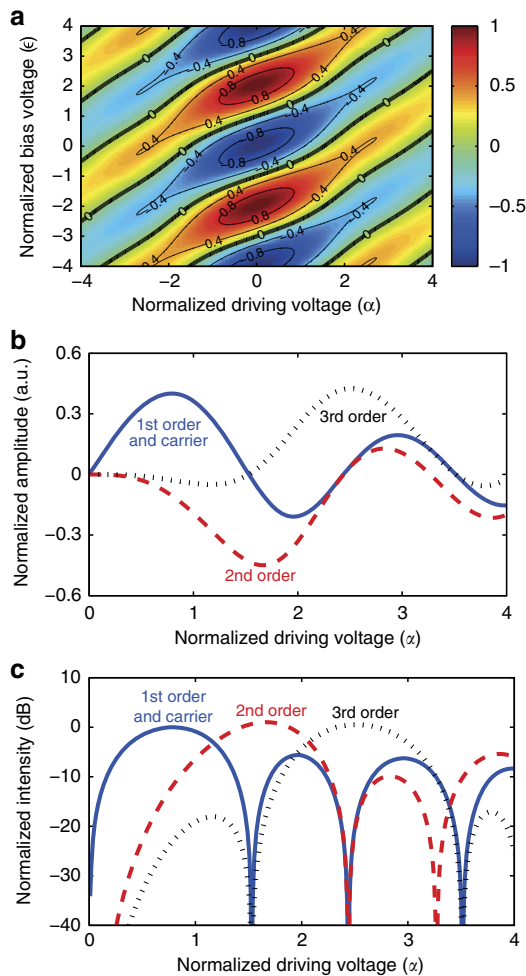 a
Normalized bias voltage (ϵ)
4
3
2
1
0
−1
−2
−3
−4
−0.8
−0.4
0
0.4
0.8
−4
−2
0
2
4
Normalized driving voltage (α)
1
0.5
0
−0.5
−1
b
Normalized amplitude (a.u.)
0.6
0.3
0
−0.3
−0.6
1st order
and carrier
3rd order
2nd order
0
1
2
3
4
Normalized driving voltage (α)
c
Normalized intensity (dB)
10
0
−10
−20
−30
−40
1st order
and carrier
2nd order
3rd order
0
1
2
3
4
Normalized driving voltage (α)